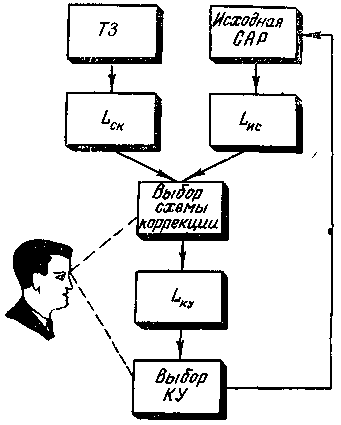 ТЗ
Исходная
САР
Lск
Lис
Выбор
схемы
коррекции
Lку
Выбор
КУ